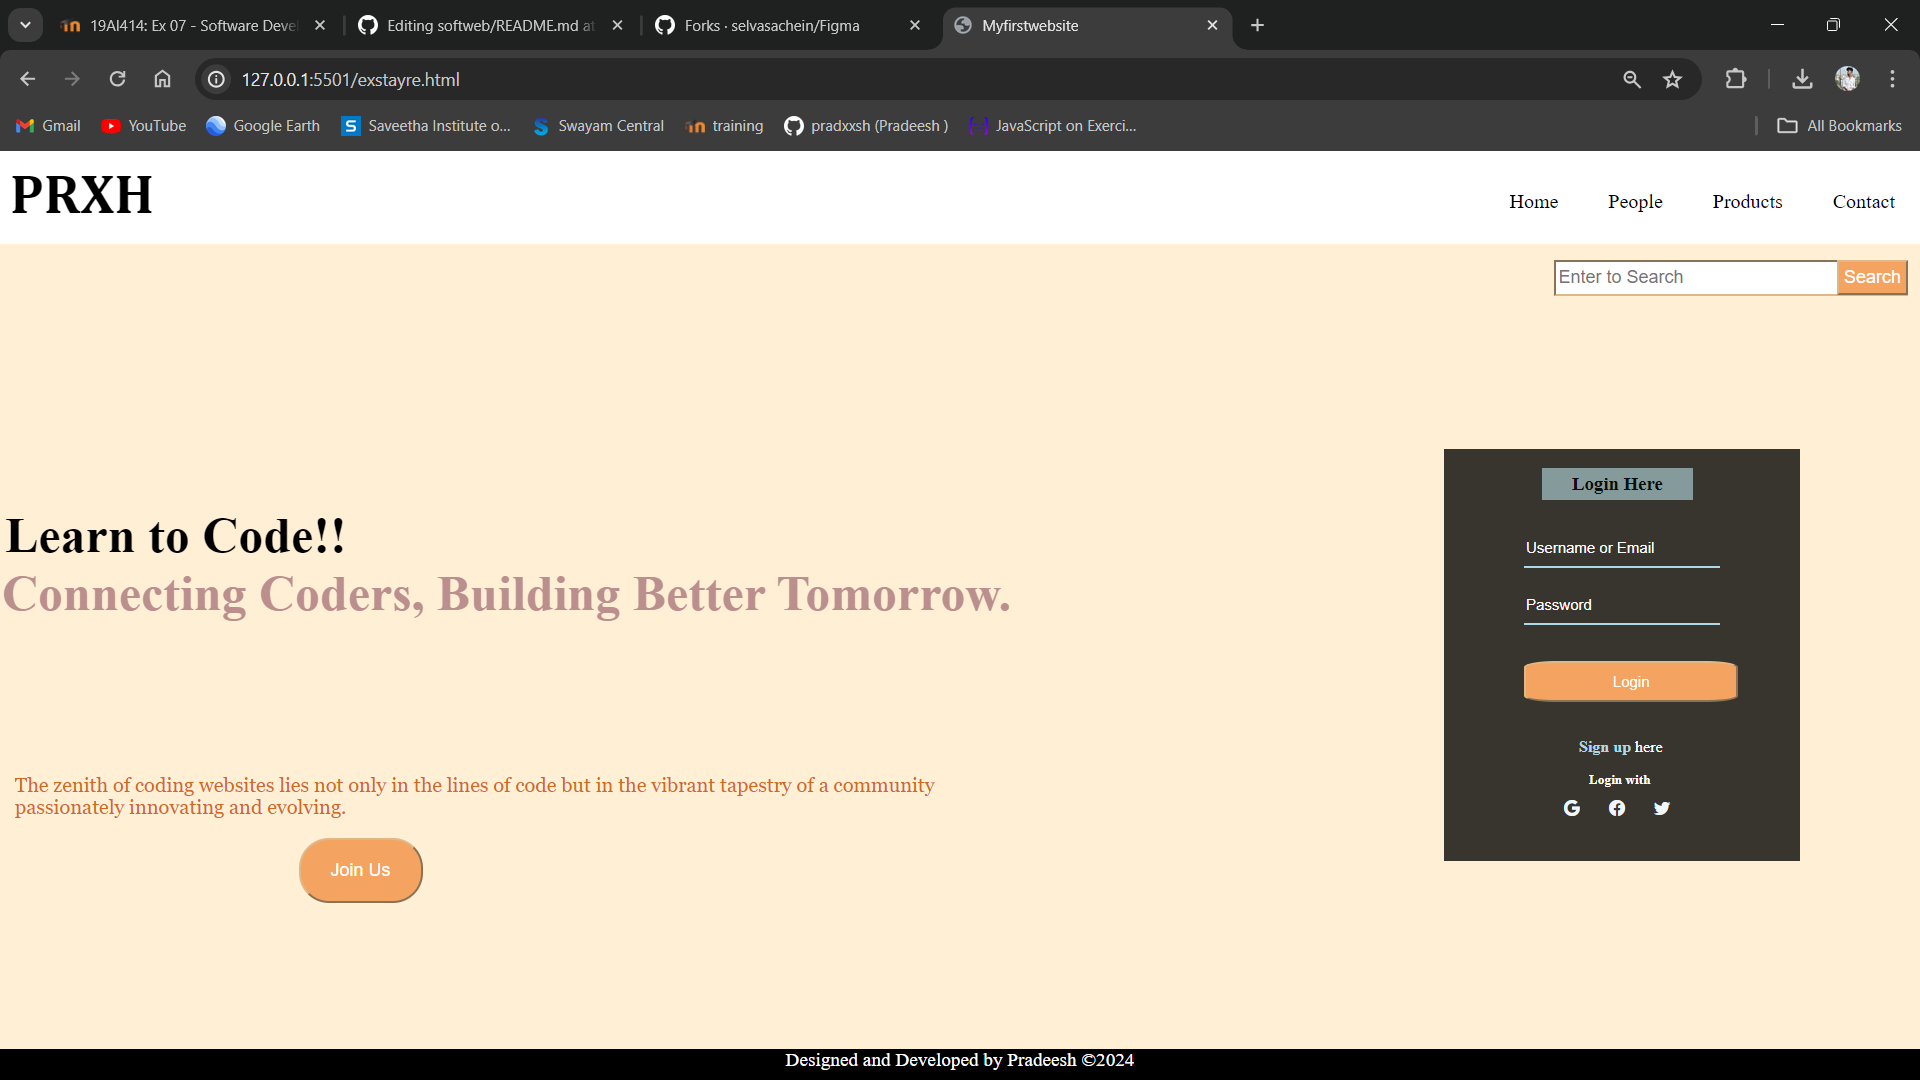 19AI414: Ex 07 - Software Devel
Editing softweb/README.md at
Forks · selvasachein/Figma
Myfirstwebsite
127.0.0.1:5501/exstayre.html
Gmail
YouTube
Google Earth
Saveetha Institute o...
Swayam Central
training
pradxxsh (Pradeesh )
JavaScript on Exerci...
All Bookmarks
PRXH
Home
People
Products
Contact
Enter to Search
Search
Login Here
Username or Email
Password
Login
Sign up here
Login with
Learn to Code!!
Connecting Coders, Building Better Tomorrow.
The zenith of coding websites lies not only in the lines of code but in the vibrant tapestry of a community
passionately innovating and evolving.
Join Us
Designed and Developed by Pradeesh ©2024